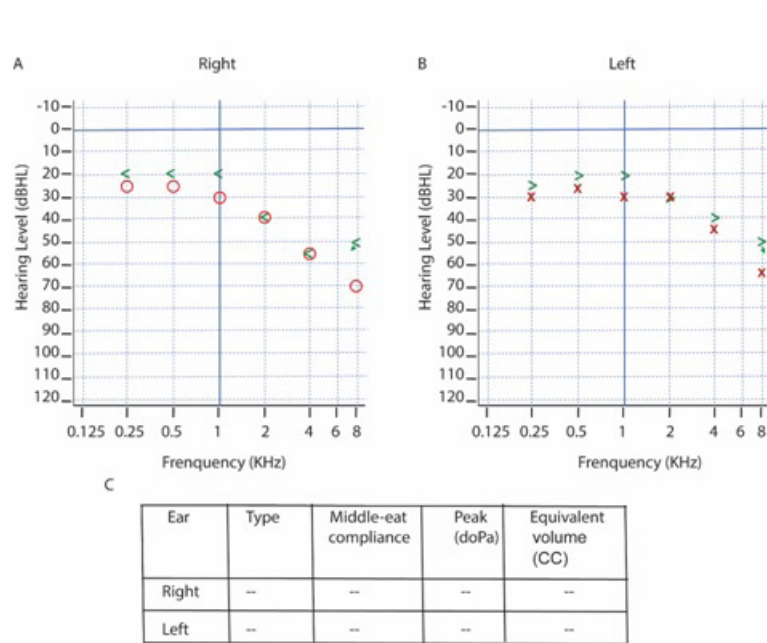 A
Right
-10
0
10
20
30
40
50
60
70
80
90
100
110
120
Hearing Level (dBHL)
0.125 0.25 0.5 1 2 4 6 8
Frenquency (KHz)
B
Left
-10
0
10
20
30
40
50
60
70
80
90
100
110
120
Hearing Level (dBHL)
0.125 0.25 0.5 1 2 4 6 8
Frenquency (KHz)
C
Ear Type Middle-eat Peak Equivalent
compliance (doPa) volume
(CC)
Right -- -- -- --
Left -- -- -- --